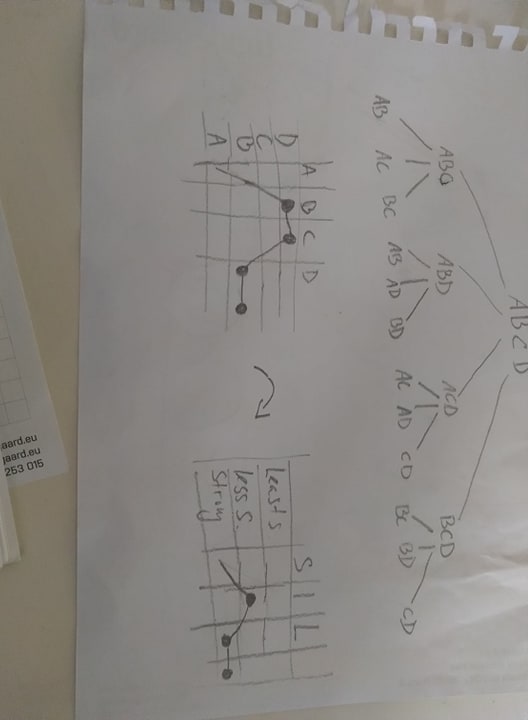 ABCD
ABC ABD ACD BCD
AB AC BC AB AD BD AC AD CD BC BD CD
A B C D
D
C
B
A
S I L
Least s
less s.
Strong
aard.eu
jaard.eu
253 015